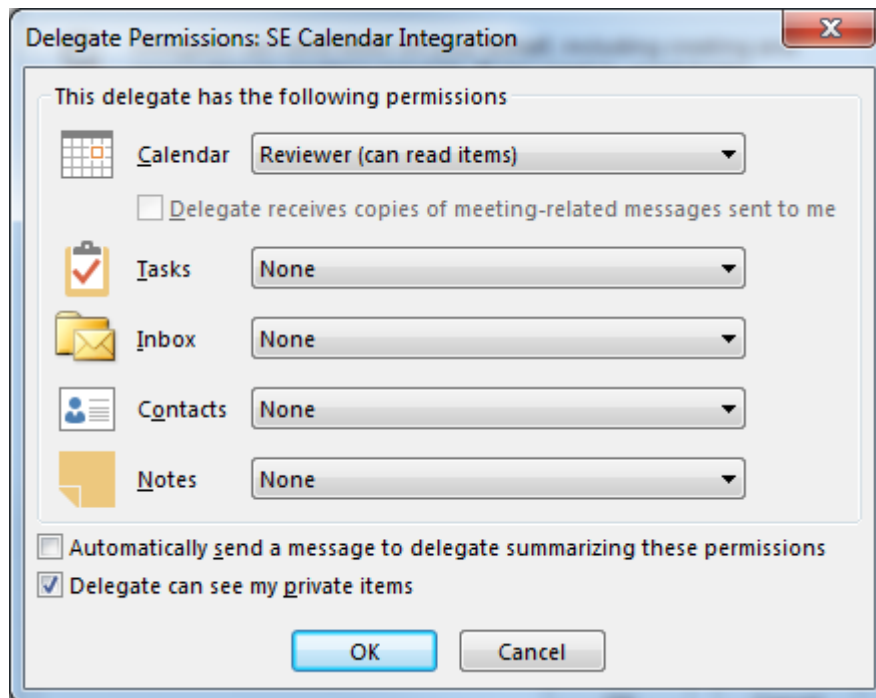 Delegate Permissions: SE Calendar Integration
This delegate has the following permissions
Calendar Reviewer (can read items)
Delegate receives copies of meeting-related messages sent to me
Tasks None
Inbox None
Contacts None
Notes None
Automatically send a message to delegate summarizing these permissions
Delegate can see my private items
OK Cancel